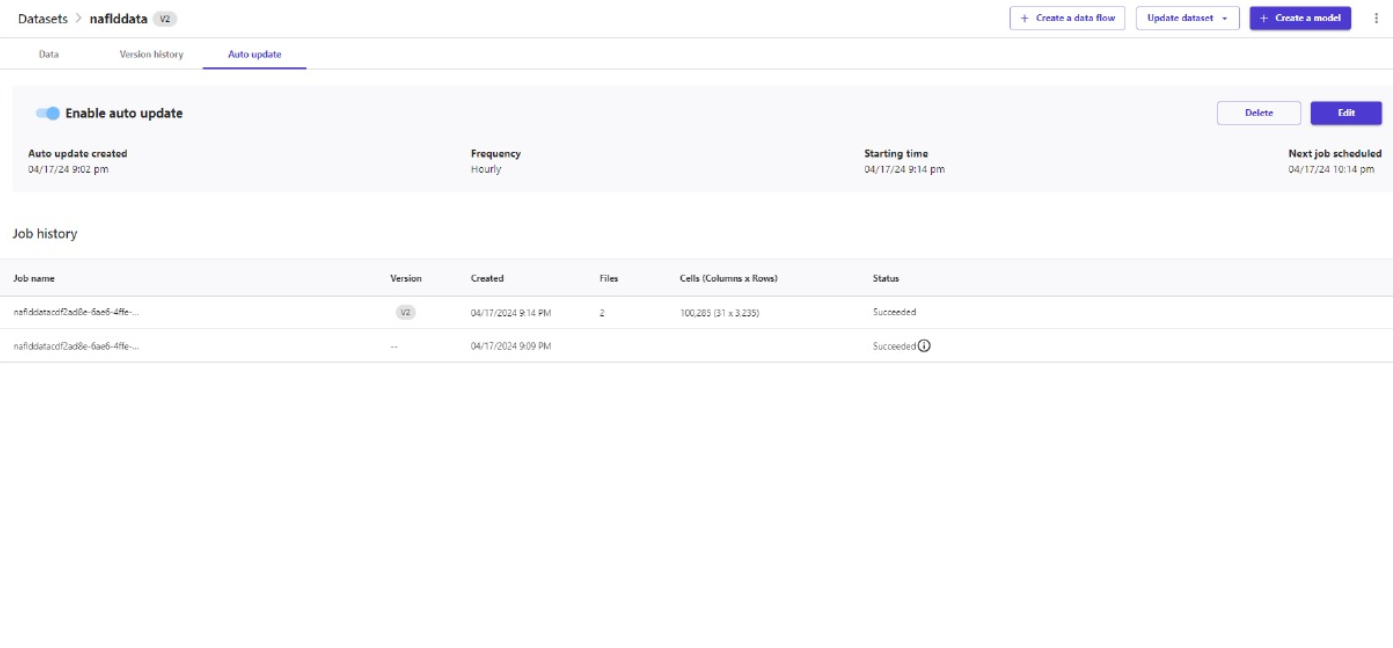 Datasets > naflddata V2 + Create a data flow Update dataset + Create a model
Data Version history Auto update
Enable auto update Delete Edit
Auto update created Frequency Starting time Next job scheduled
04/17/24 9:02 pm Hourly 04/17/24 9:14 pm 04/17/24 10:14 pm
Job history
Job name Version Created Files Cells (Columns x Rows) Status
naflddatacdf2ad8e-6ae6-4ffe-... V2 04/17/2024 9:14 PM 2 100,285 (31 x 3,235) Succeeded
naflddatacdf2ad8e-6ae6-4ffe-... -- 04/17/2024 9:09 PM Succeeded